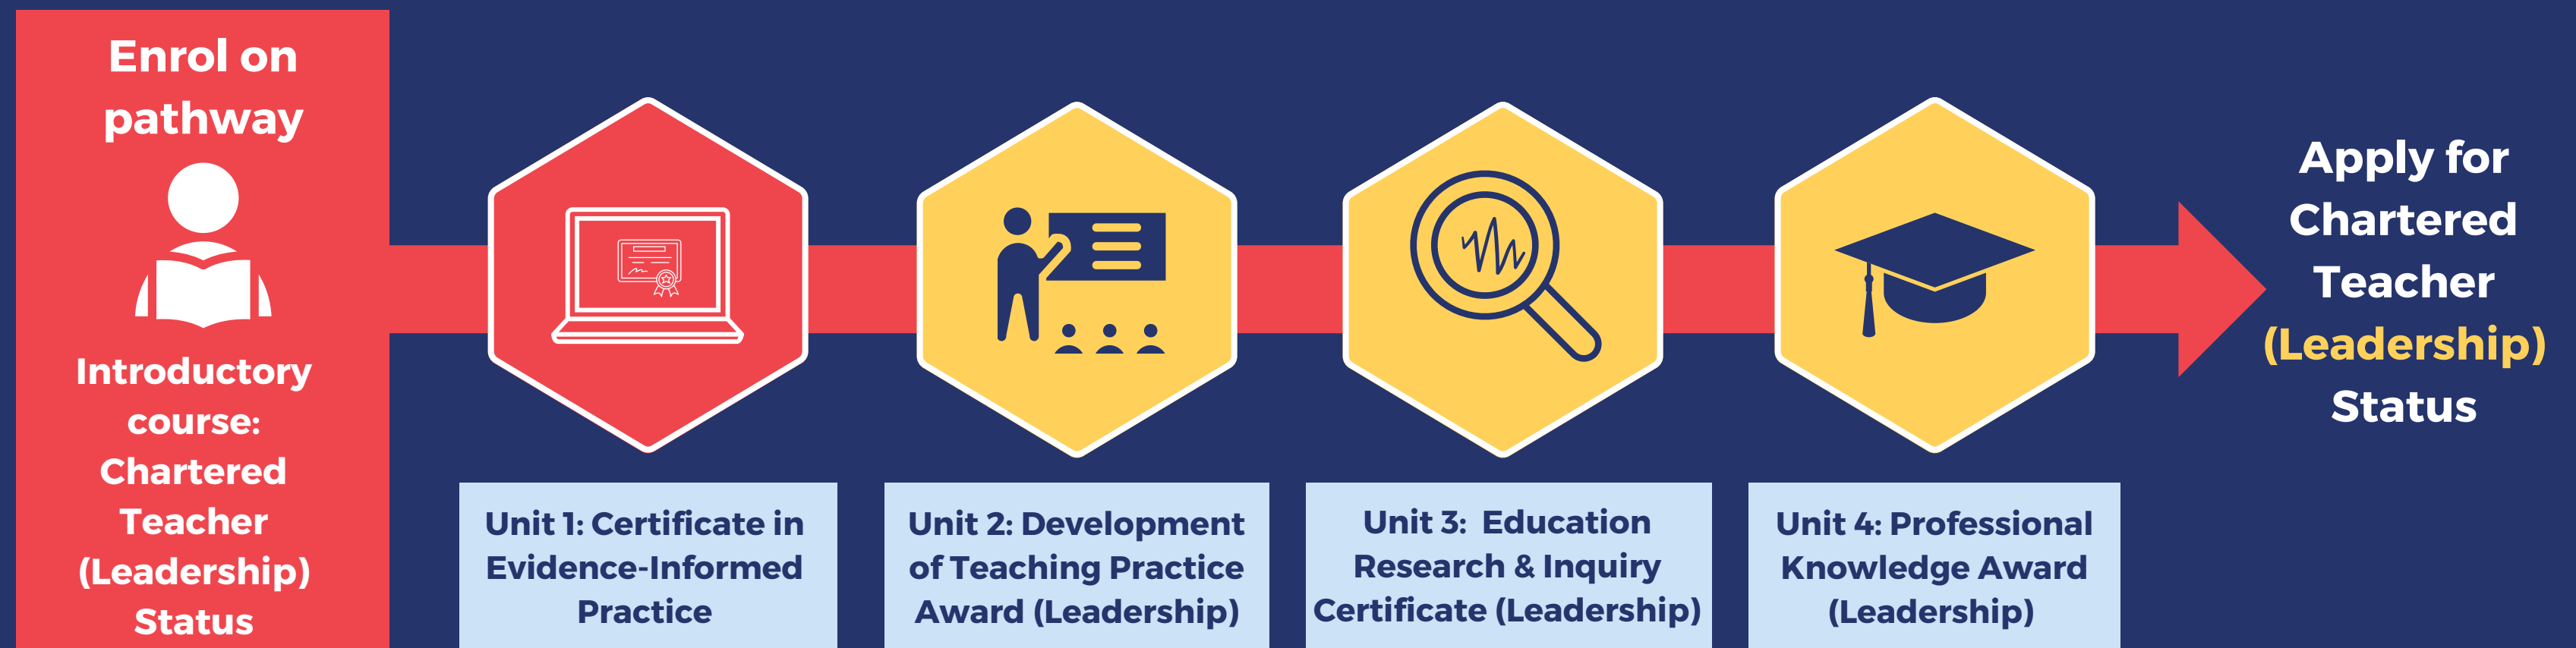 Enrol on
pathway
Introductory
course:
Chartered
Teacher
(Leadership)
Status
Unit 1: Certificate in
Evidence-Informed
Practice
Unit 2: Development
of Teaching Practice
Award (Leadership)
Unit 3: Education
Research & Inquiry
Certificate (Leadership)
Unit 4: Professional
Knowledge Award
(Leadership)
Apply for
Chartered
Teacher
(Leadership)
Status